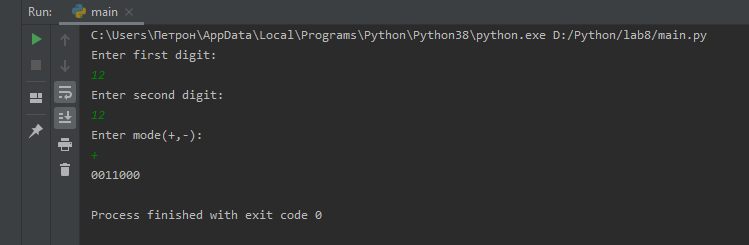 Run: main
C:\Users\Петрон\AppData\Local\Programs\Python\Python38\python.exe D:/Python/lab8/main.py
Enter first digit:
12
Enter second digit:
12
Enter mode(+,-):
+
0011000
Process finished with exit code 0